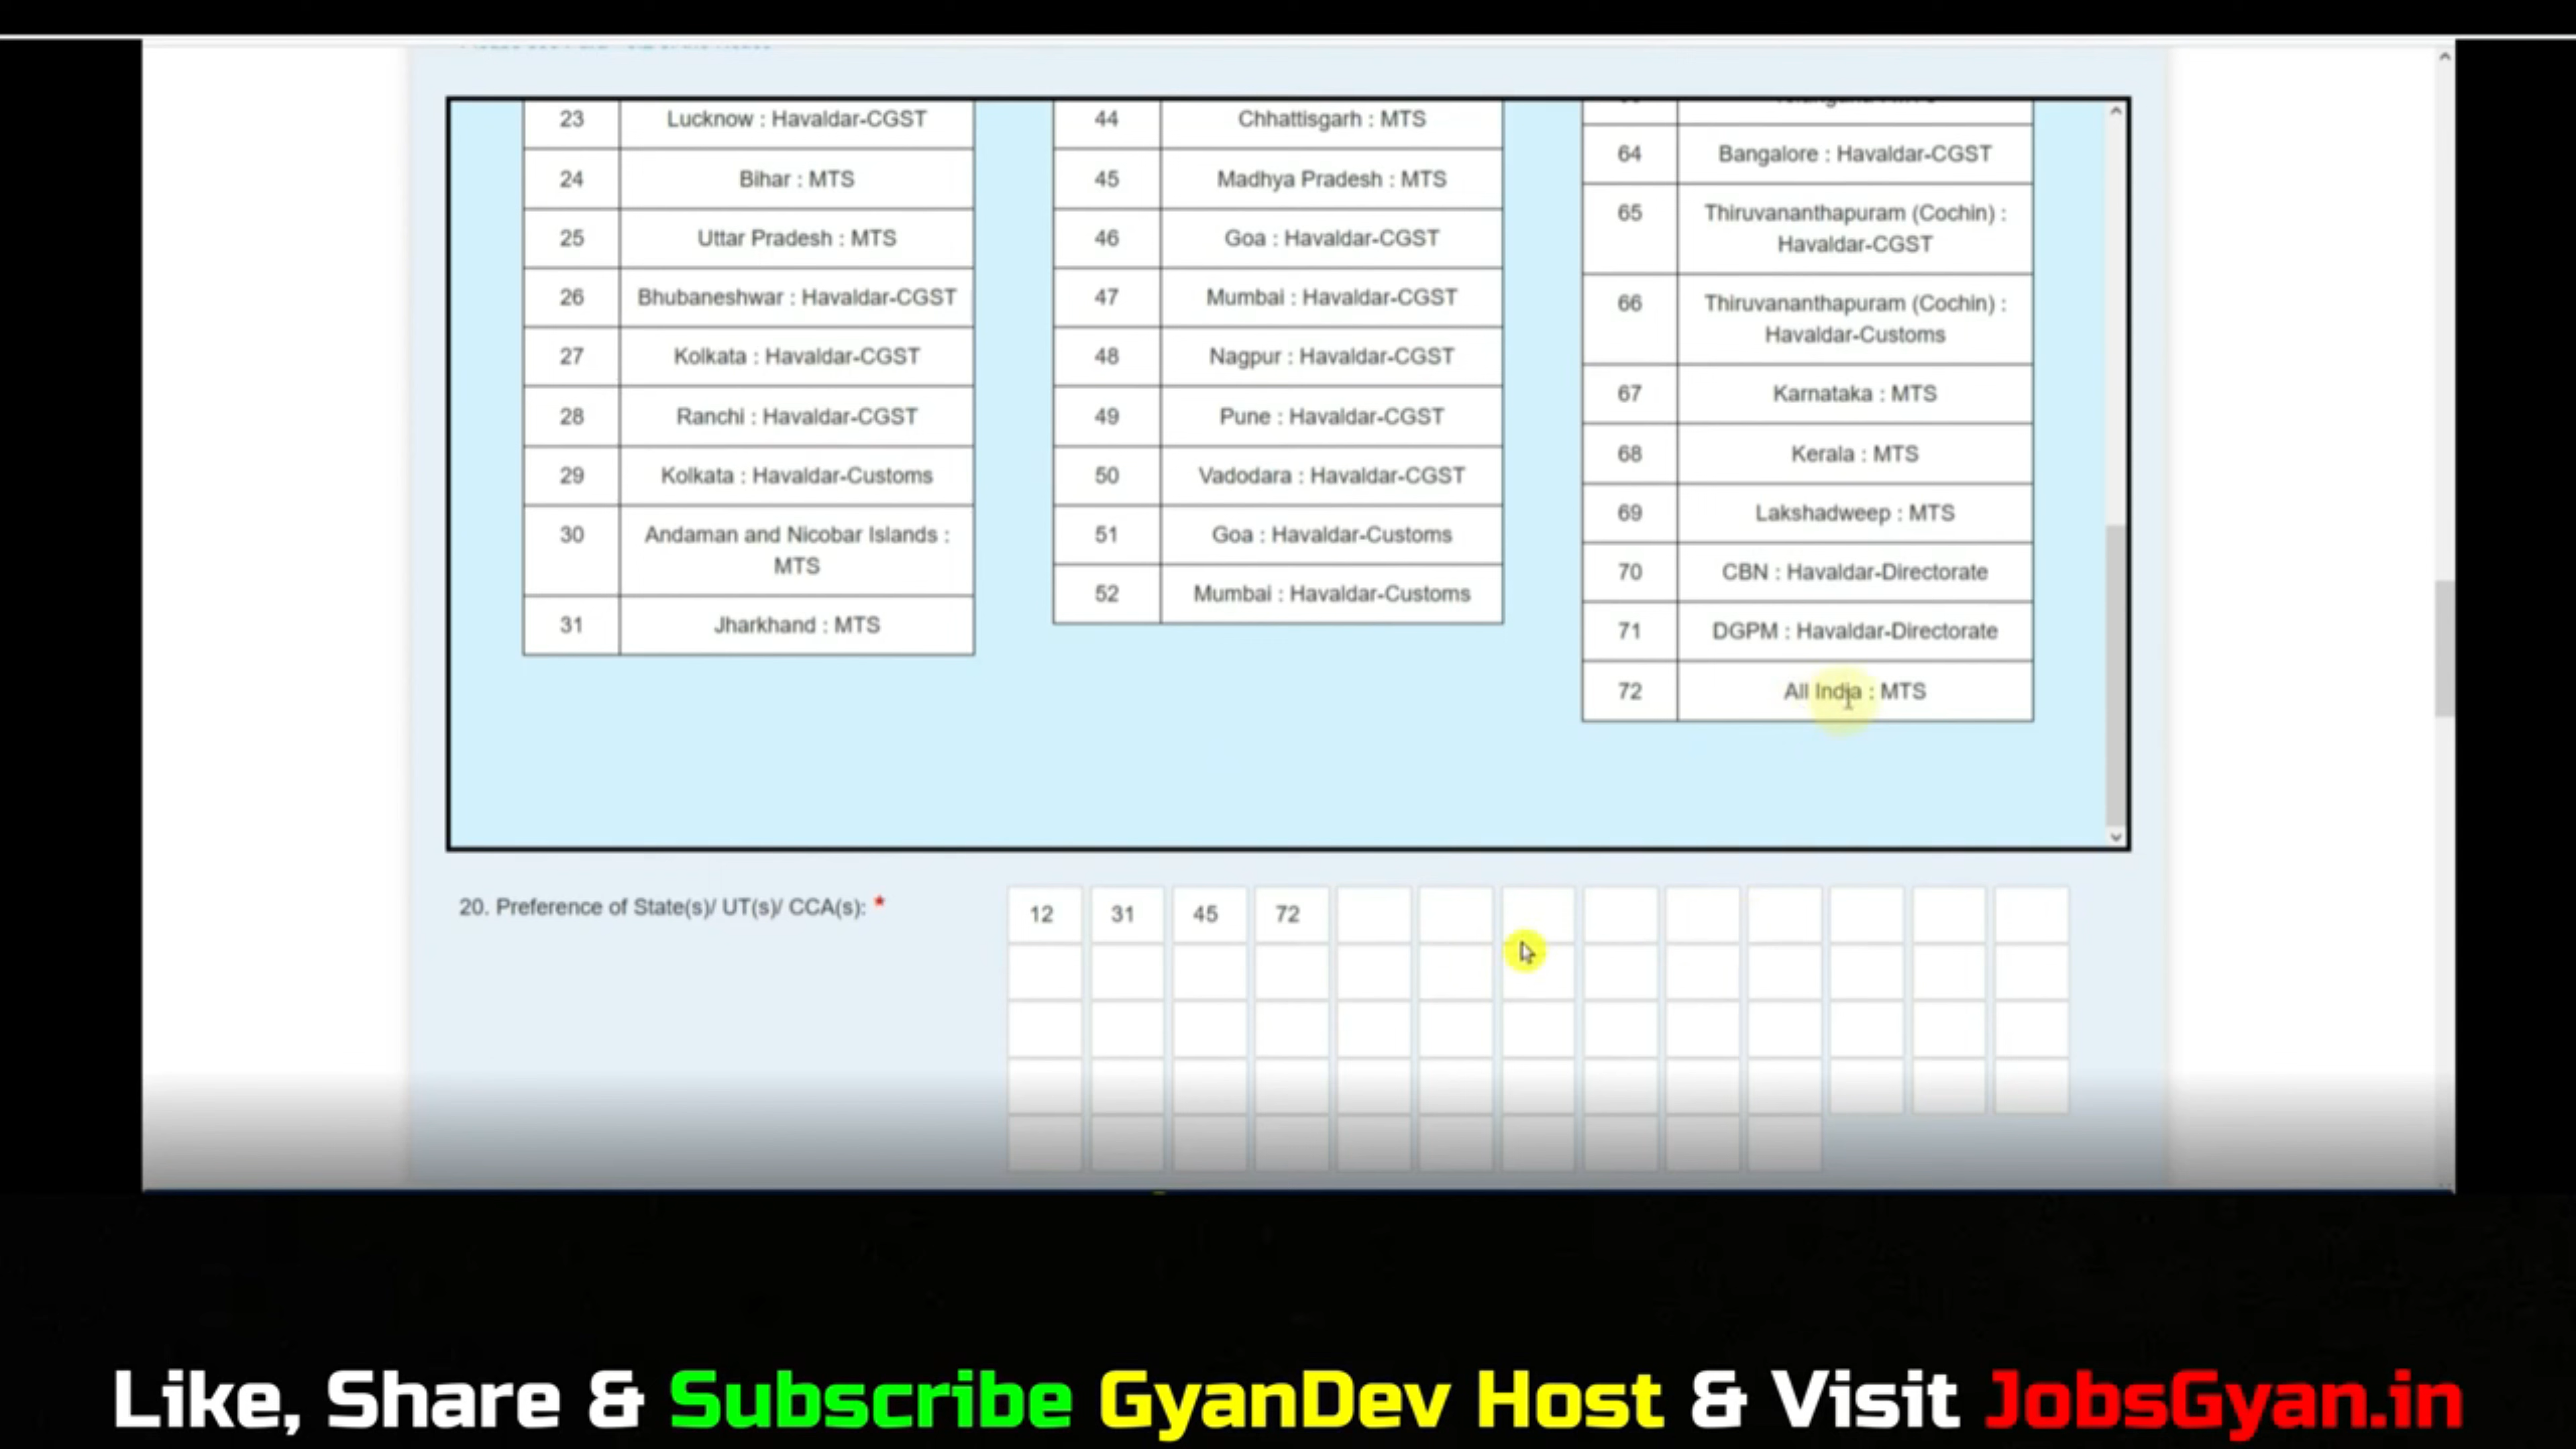 23 Lucknow : Havaldar-CGST
24 Bihar : MTS
25 Uttar Pradesh : MTS
26 Bhubaneshwar : Havaldar-CGST
27 Kolkata : Havaldar-CGST
28 Ranchi : Havaldar-CGST
29 Kolkata : Havaldar-Customs
30 Andaman and Nicobar Islands :
MTS
31 Jharkhand : MTS
44 Chhattisgarh : MTS
45 Madhya Pradesh : MTS
46 Goa : Havaldar-CGST
47 Mumbai : Havaldar-CGST
48 Nagpur : Havaldar-CGST
49 Pune : Havaldar-CGST
50 Vadodara : Havaldar-CGST
51 Goa : Havaldar-Customs
52 Mumbai : Havaldar-Customs
64 Bangalore : Havaldar-CGST
65 Thiruvananthapuram (Cochin) :
Havaldar-CGST
66 Thiruvananthapuram (Cochin) :
Havaldar-Customs
67 Karnataka : MTS
68 Kerala : MTS
69 Lakshadweep : MTS
70 CBN : Havaldar-Directorate
71 DGPM : Havaldar-Directorate
72 All India : MTS
20. Preference of State(s)/ UT(s)/ CCA(s): * 12 31 45 72
Like, Share & Subscribe GyanDev Host & Visit JobsGyan.in